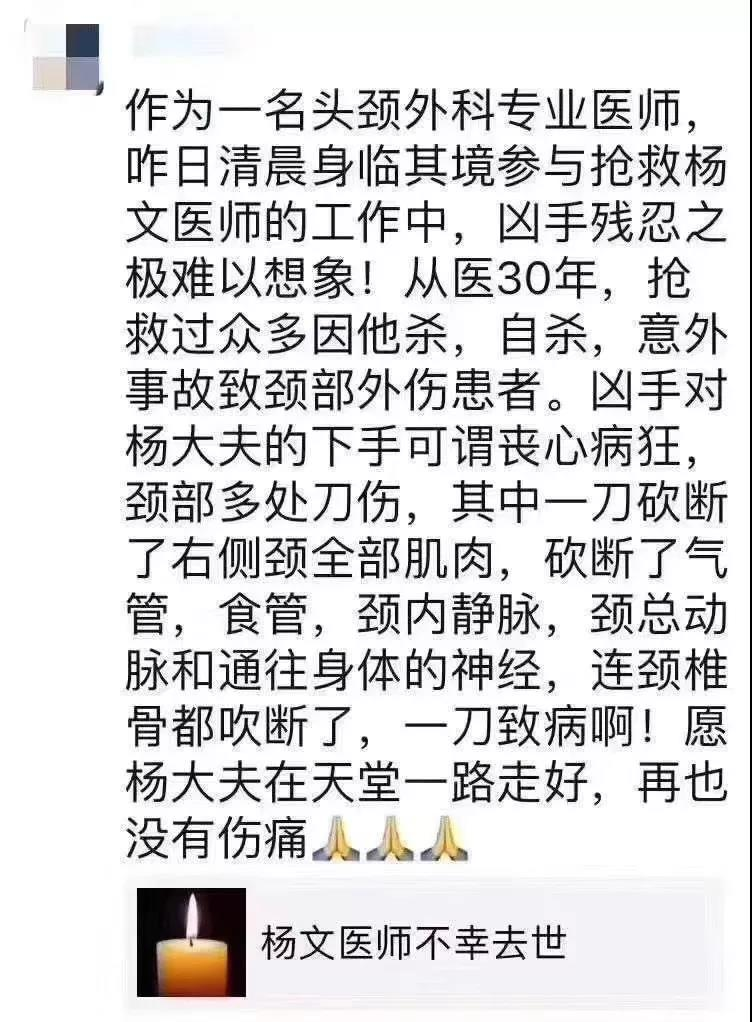 作为一名头颈外科专业医师，
咋日清晨身临其境参与抢救杨
文医师的工作中，凶手残忍之
极难以想象！从医30年，抢
救过众多因他杀，自杀，意外
事故致颈部外伤患者。凶手对
杨大夫的下手可谓丧心病狂，
颈部多处刀伤，其中一刀砍断
了右侧颈全部肌肉，砍断了气
管，食管，颈内静脉，颈总动
脉和通往身体的神经，连颈椎
骨都吹断了，一刀致病啊！愿
杨大夫在天堂一路走好，再也
没有伤痛🙏🙏🙏
杨文医师不幸去世